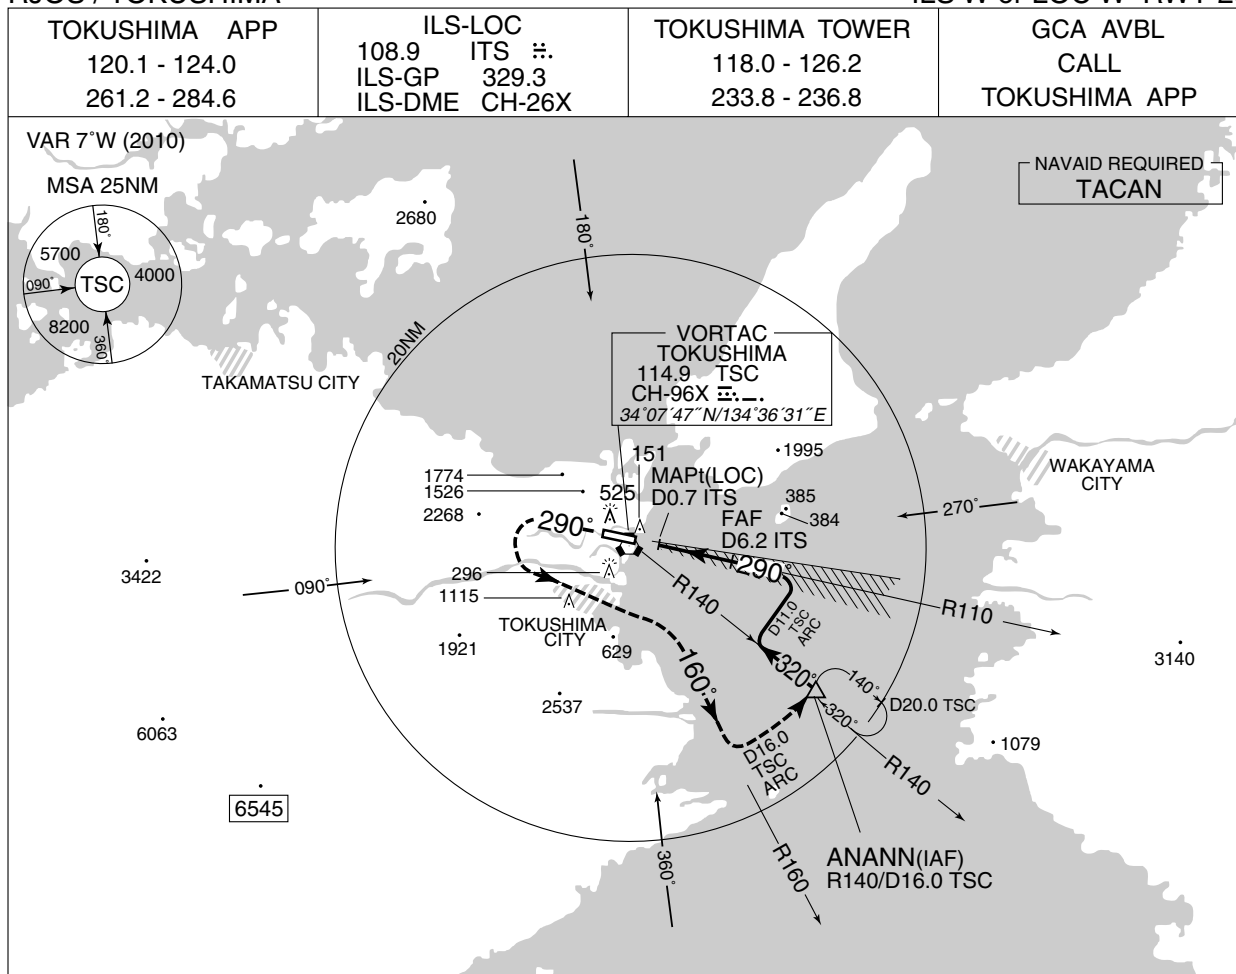 TOKUSHIMA APP
120.1 - 124.0
261.2 - 284.6
ILS-LOC
108.9 ITS
ILS-GP 329.3
ILS-DME CH-26X
TOKUSHIMA TOWER
118.0 - 126.2
233.8 - 236.8
GCA AVBL
CALL
TOKUSHIMA APP
VAR 7°W (2010)
MSA 25NM
180°
5700
4000
TSC
090°
8200
360°
NAVAID REQUIRED
TACAN
2680
180°
20NM
TAKAMATSU CITY
VORTAC
TOKUSHIMA
114.9 TSC
CH-96X
34°07´47˝N/134°36´31˝E
151
1995
WAKAYAMA
CITY
1774
1526
2268
525
MAPt(LOC)
D0.7 ITS
385
384
FAF
D6.2 ITS
270°
290°
290°
3422
296
090°
1115
R140
R110
D11.0
TSC
ARC
TOKUSHIMA
CITY
1921
629
3140
160°
320°
140°
320°
D20.0 TSC
2537
6063
1079
D16.0
TSC
ARC
R140
6545
360°
R160
ANANN(IAF)
R140/D16.0 TSC